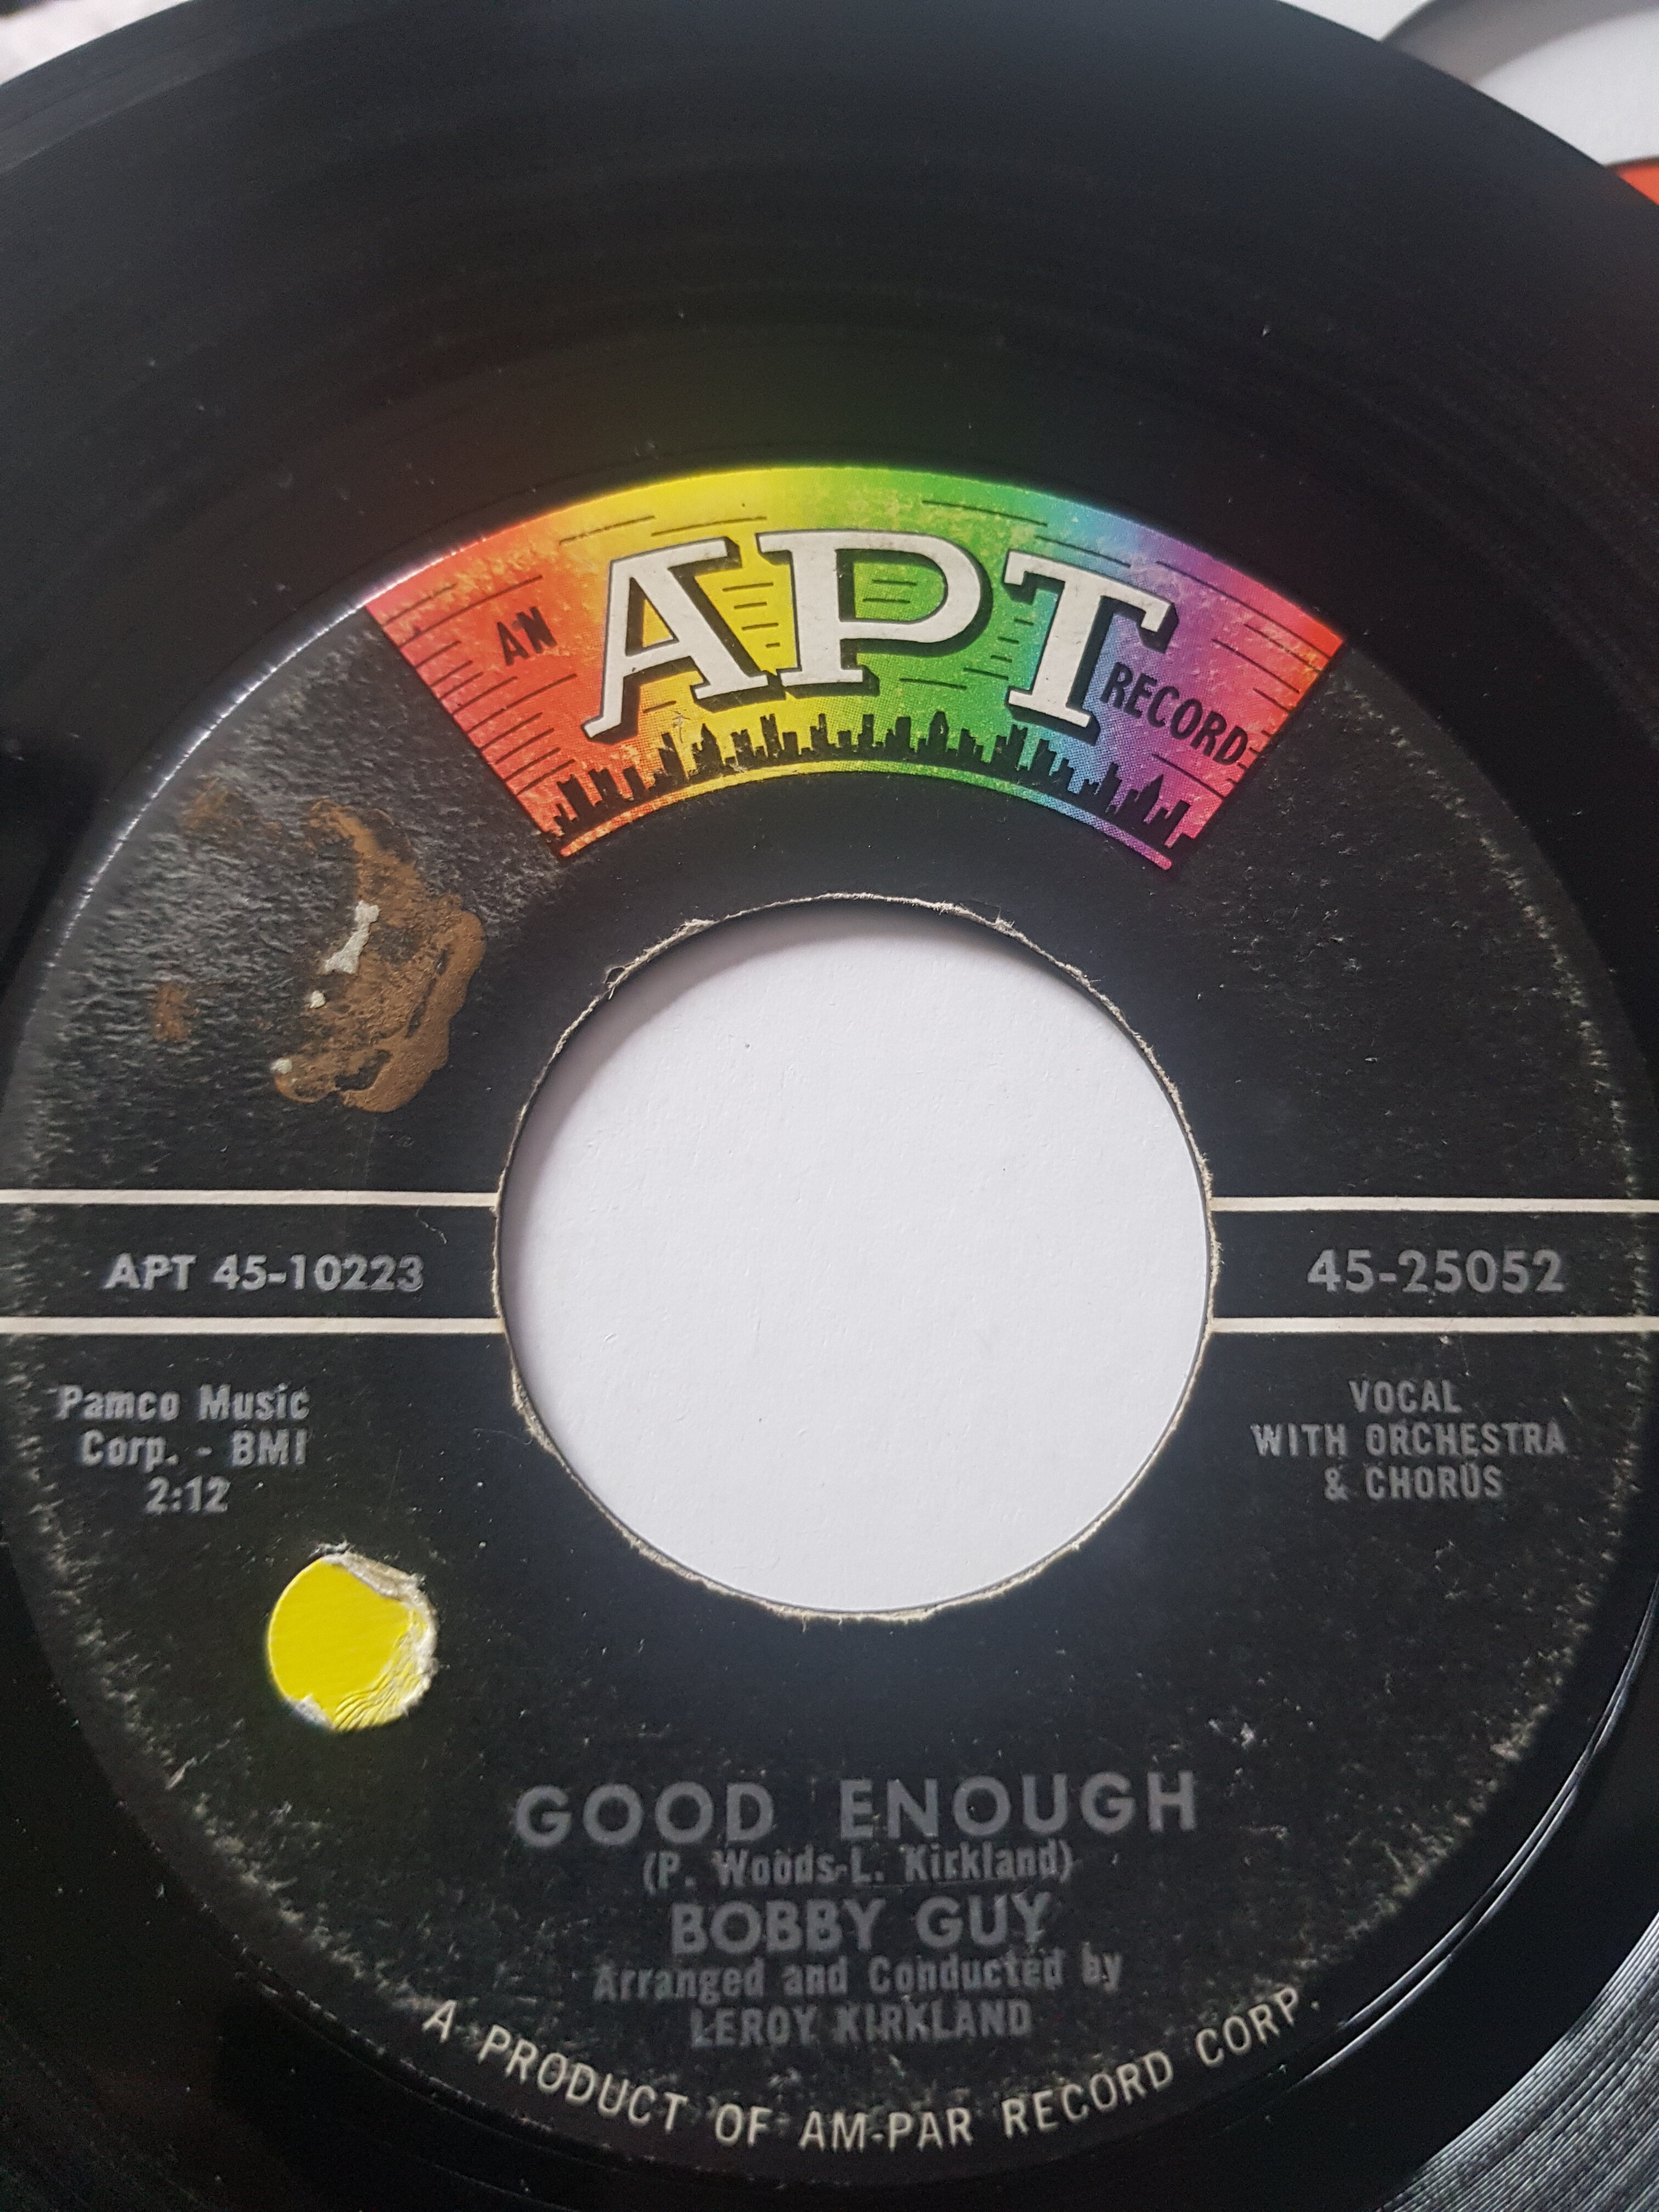 AN APT RECORD
APT 45-10223
45-25052
Pamco Music
Corp. - BMI
2:12
VOCAL
WITH ORCHESTRA
& CHORUS
GOOD ENOUGH
(P. Woods-L. Kirkland)
BOBBY GUY
Arranged and Conducted by
LEROY KIRKLAND
A PRODUCT OF AM-PAR RECORD CORP.